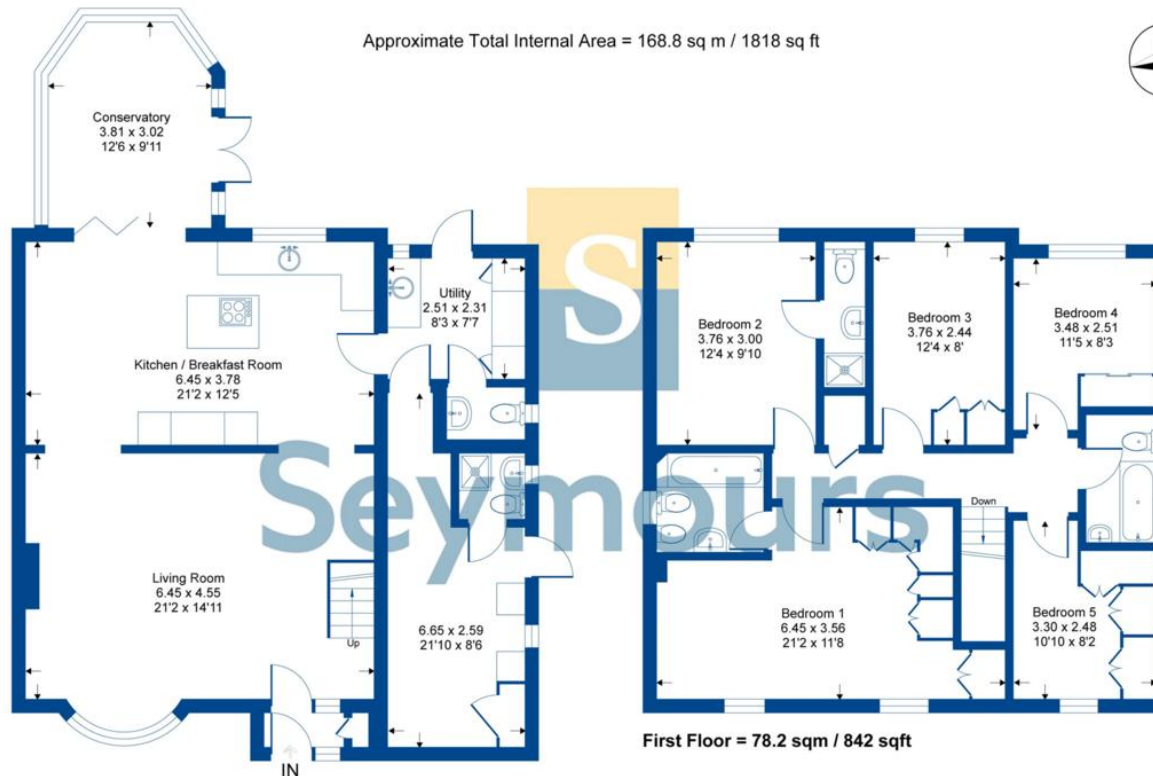 Approximate Total Internal Area = 168.8 sq m / 1818 sq ft
Conservatory
3.81 x 3.02
12'6 x 9'11
S
Utility
2.51 x 2.31
8'3 x 7'7
Kitchen / Breakfast Room
6.45 x 3.78
21'2 x 12'5
Bedroom 2
3.76 x 3.00
12'4 x 9'10
Bedroom 3
3.76 x 2.44
12'4 x 8'
Bedroom 4
3.48 x 2.51
11'5 x 8'3
Seymours
Living Room
6.45 x 4.55
21'2 x 14'11
Up
6.65 x 2.59
21'10 x 8'6
IN
Down
Bedroom 1
6.45 x 3.56
21'2 x 11'8
Bedroom 5
3.30 x 2.48
10'10 x 8'2
First Floor = 78.2 sqm / 842 sqft